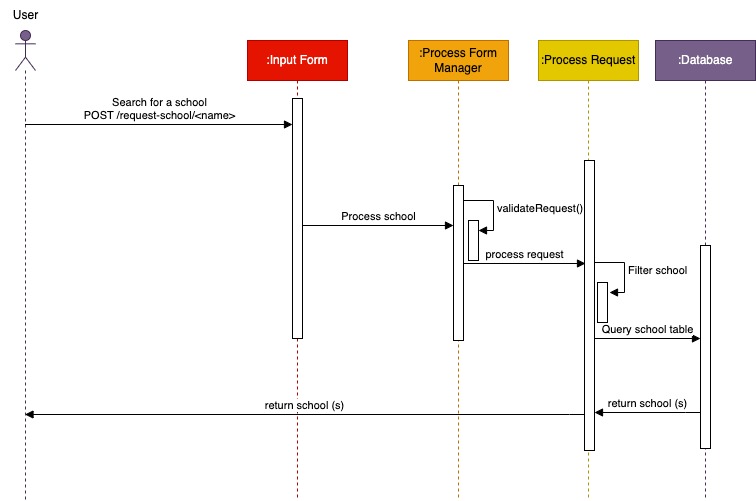 User
:Input Form
:Process Form
Manager
:Process Request
:Database
Search for a school
POST /request-school/<name>
validateRequest()
Process school
process request
Filter school
Query school table
return school (s)
return school (s)